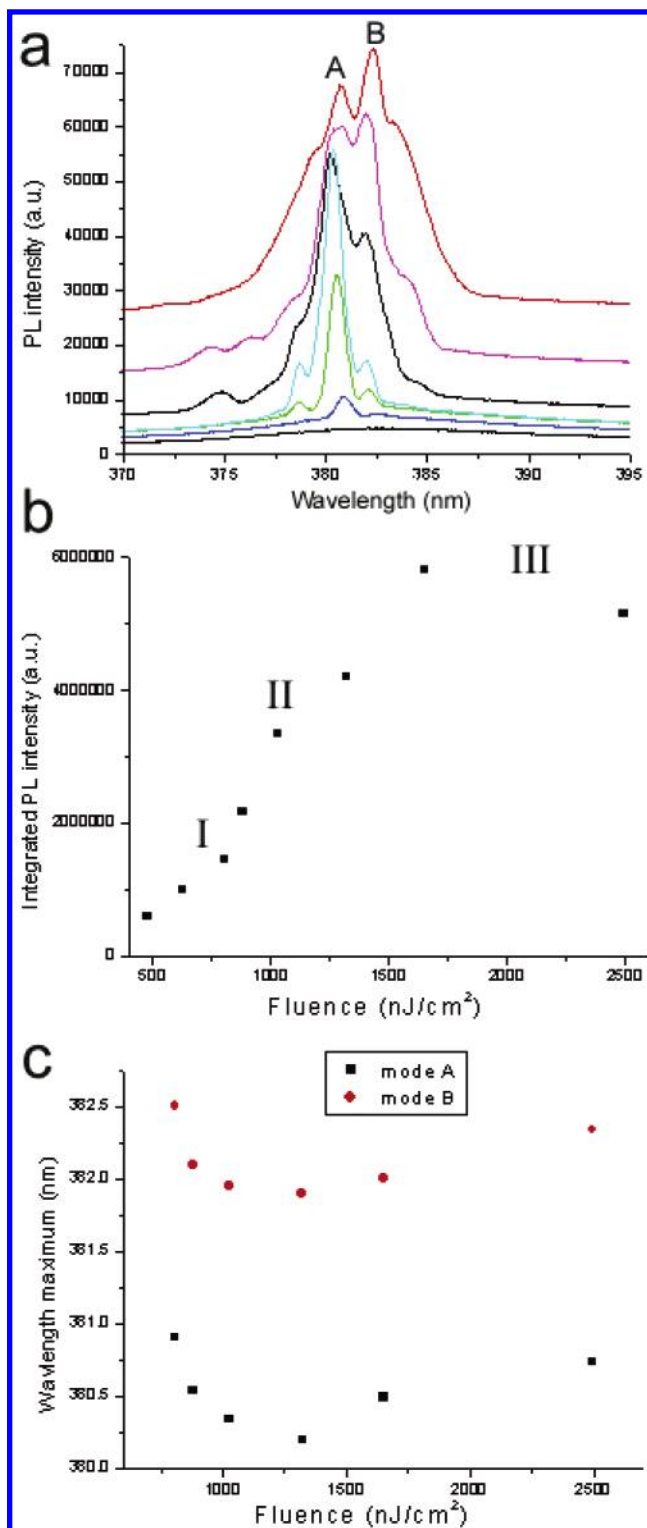 a
A
B
70000
60000
50000
40000
30000
20000
10000
0
PL intensity (a.u.)
370
375
380
385
390
395
Wavelength (nm)
b
6000000
4000000
2000000
0
Integrated PL intensity (a.u.)
I
II
III
500
1000
1500
2000
2500
Fluence (nJ/cm²)
c
mode A
mode B
382.5
382.0
381.5
381.0
380.5
380.0
Wavlength maximum (nm)
1000
1500
2000
2500
Fluence (nJ/cm²)